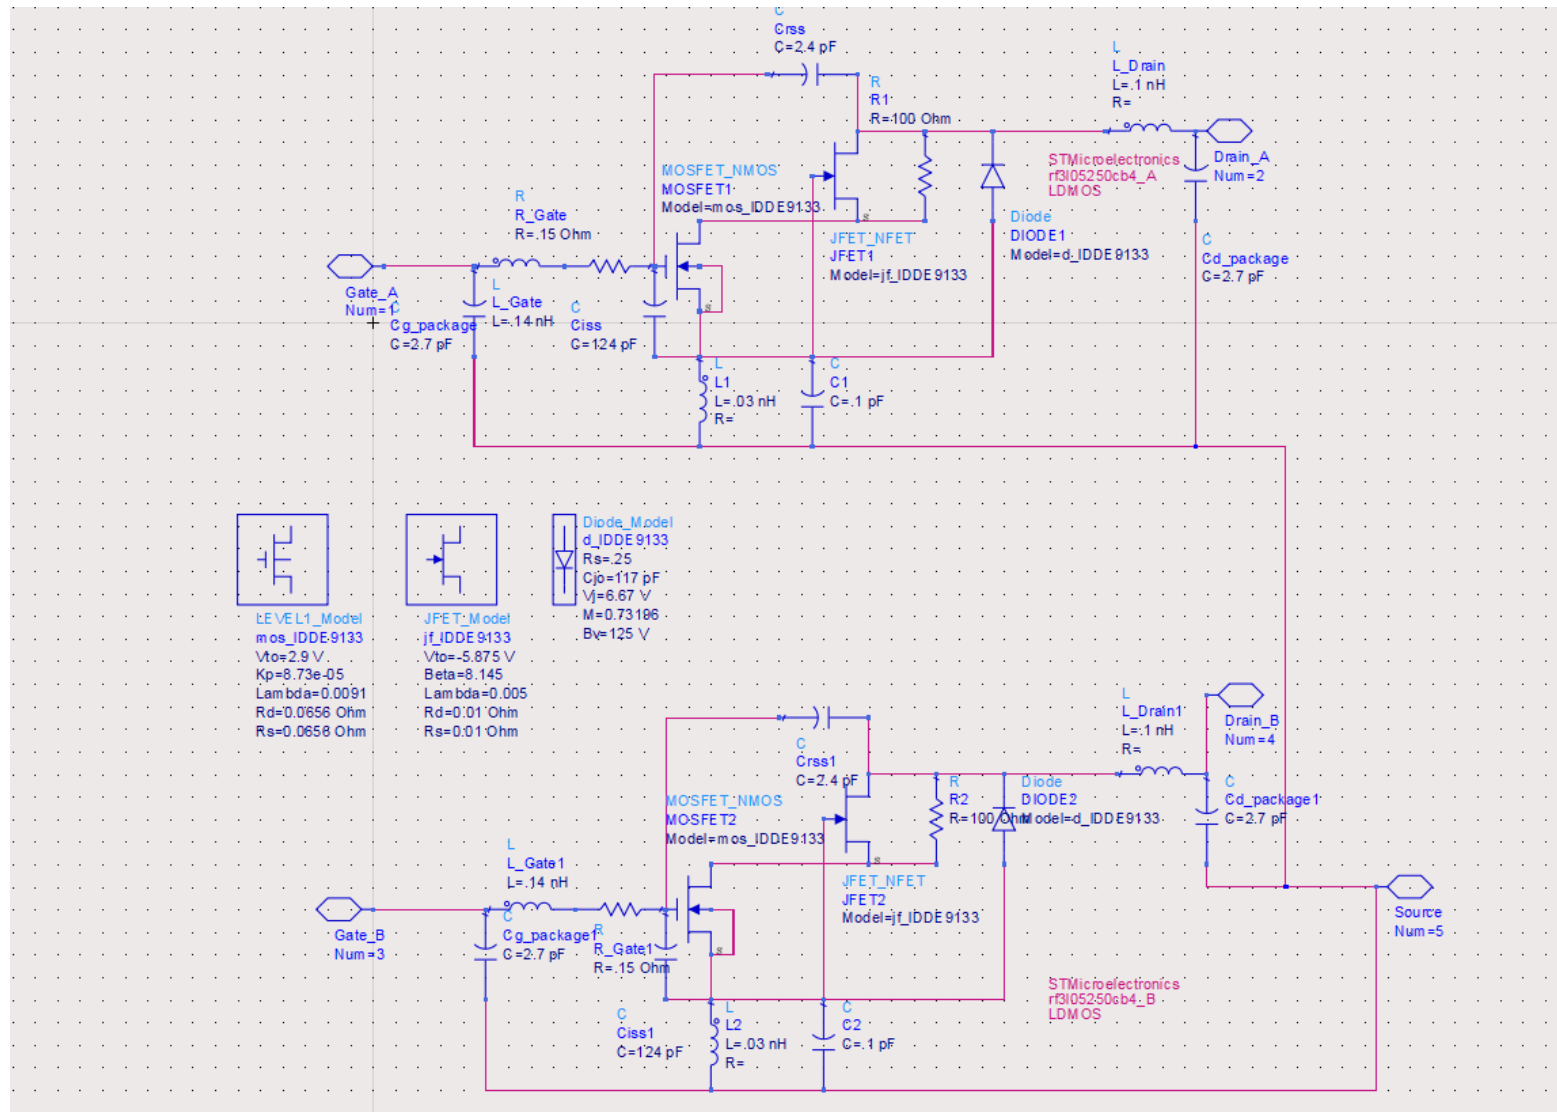 C
Crss
C=2.4 pF
L
L_Drain
L=.1 nH
R=
R
R1
R=100 Ohm
STMicroelectronics
rf3l05250cb4_A
LDMOS
Drain_A
Num=2
MOSFET_NMOS
MOSFET1
Model=mos_IDDE9133
R
R_Gate
R=.15 Ohm
JFET_NFET
JFET1
Model=jf_IDDE9133
Diode
DIODE1
Model=d_IDDE9133
C
Cd_package
C=2.7 pF
Gate_A
Num=1
C
Cg_package
C=2.7 pF
L
L_Gate
L=.14 nH
C
Ciss
C=124 pF
L
L1
L=.03 nH
R=
C
C1
C=.1 pF
LEVEL1_Model
mos_IDDE9133
Vto=2.9 V
Kp=8.73e-05
Lambda=0.0091
Rd=0.0656 Ohm
Rs=0.0656 Ohm
JFET_Model
jf_IDDE9133
Vto=-5.875 V
Beta=8.145
Lambda=0.005
Rd=0.01 Ohm
Rs=0.01 Ohm
Diode_Model
d_IDDE9133
Rs=.25
Cjo=117 pF
Vj=6.67 V
M=0.73196
Bv=125 V
L
L_Drain1
L=.1 nH
R=
Drain_B
Num=4
C
Crss1
C=2.4 pF
R
R2
R=100 Ohm
Diode
DIODE2
Model=d_IDDE9133
C
Cd_package1
C=2.7 pF
MOSFET_NMOS
MOSFET2
Model=mos_IDDE9133
L
L_Gate1
L=.14 nH
JFET_NFET
JFET2
Model=jf_IDDE9133
Source
Num=5
Gate_B
Num=3
C
Cg_package1
C=2.7 pF
R
R_Gate1
R=.15 Ohm
STMicroelectronics
rf3l05250cb4_B
LDMOS
C
Ciss1
C=124 pF
L
L2
L=.03 nH
R=
C
C2
C=.1 pF